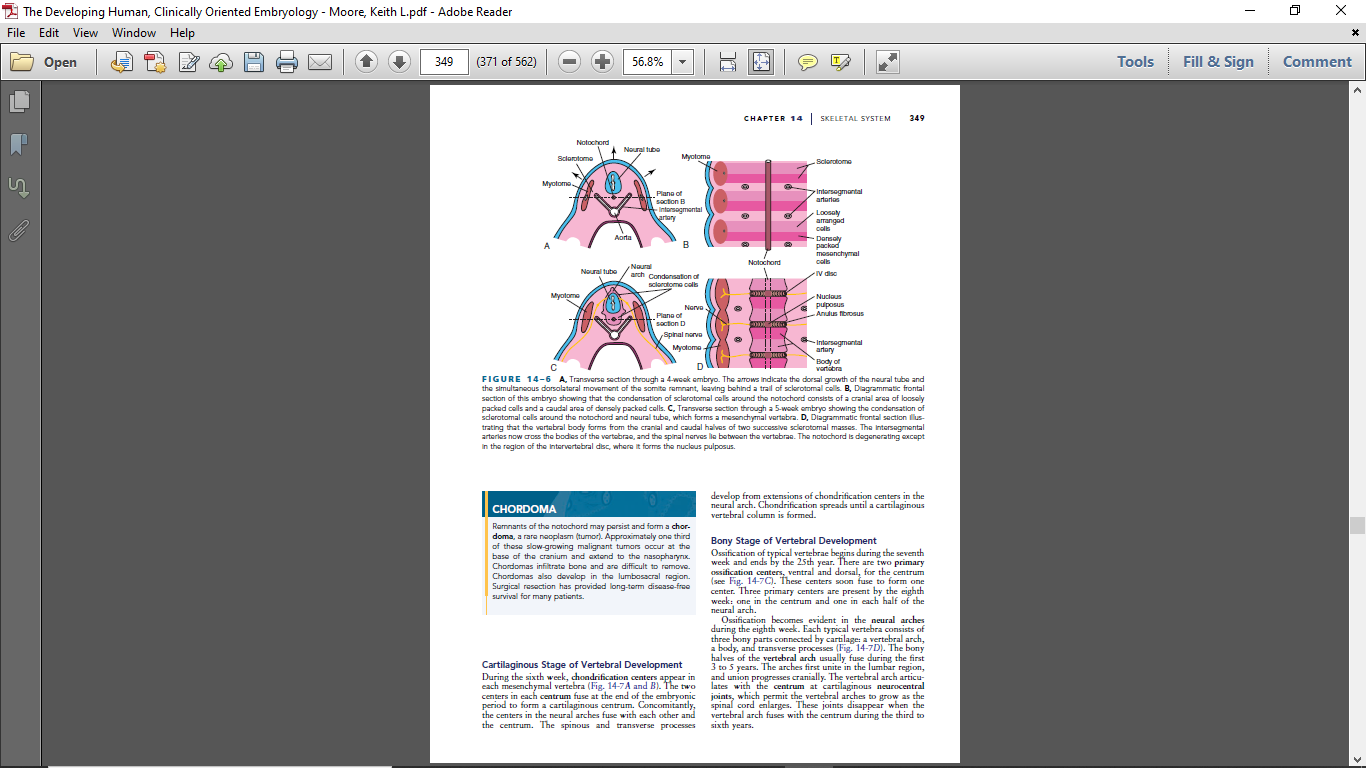 The Developing Human, Clinically Oriented Embryology - Moore, Keith L.pdf - Adobe Reader
File Edit View Window Help
Open 349 (371 of 562) 56.8% Tools Fill & Sign Comment
CHAPTER 14 | SKELETAL SYSTEM 349
Notochord
Neural tube
Sclerotome
Myotome
Plane of
section B
Intersegmental
artery
Aorta
A
Myotome
Sclerotome
Intersegmental
arteries
Loosely
arranged
cells
Densely
packed
mesenchymal
cells
B
Notochord
Neural tube
Neural
arch
Condensation of
sclerotome cells
Myotome
Plane of
section D
Spinal nerve
C
IV disc
Nucleus
pulposus
Anulus fibrosus
Nerve
Myotome
Intersegmental
artery
Body of
vertebra
D
FIGURE 14–6 A, Transverse section through a 4-week embryo. The arrows indicate the dorsal growth of the neural tube and
the simultaneous dorsolateral movement of the somite remnant, leaving behind a trail of sclerotomal cells. B, Diagrammatic frontal
section of this embryo showing that the condensation of sclerotomal cells around the notochord consists of a cranial area of loosely
packed cells and a caudal area of densely packed cells. C, Transverse section through a 5-week embryo showing the condensation of
sclerotomal cells around the notochord and neural tube, which forms a mesenchymal vertebra. D, Diagrammatic frontal section illus-
trating that the vertebral body forms from the cranial and caudal halves of two successive sclerotomal masses. The intersegmental
arteries now cross the bodies of the vertebrae, and the spinal nerves lie between the vertebrae. The notochord is degenerating except
in the region of the intervertebral disc, where it forms the nucleus pulposus.
CHORDOMA
Remnants of the notochord may persist and form a chor-
doma, a rare neoplasm (tumor). Approximately one third
of these slow-growing malignant tumors occur at the
base of the cranium and extend to the nasopharynx.
Chordomas infiltrate bone and are difficult to remove.
Chordomas also develop in the lumbosacral region.
Surgical resection has provided long-term disease-free
survival for many patients.
Cartilaginous Stage of Vertebral Development
During the sixth week, chondrification centers appear in
each mesenchymal vertebra (Fig. 14-7A and B). The two
centers in each centrum fuse at the end of the embryonic
period to form a cartilaginous centrum. Concomitantly,
the centers in the neural arches fuse with each other and
the centrum. The spinous and transverse processes
develop from extensions of chondrification centers in the
neural arch. Chondrification spreads until a cartilaginous
vertebral column is formed.
Bony Stage of Vertebral Development
Ossification of typical vertebrae begins during the seventh
week and ends by the 25th year. There are two primary
ossification centers, ventral and dorsal, for the centrum
(see Fig. 14-7C). These centers soon fuse to form one
center. Three primary centers are present by the eighth
week: one in the centrum and one in each half of the
neural arch.
Ossification becomes evident in the neural arches
during the eighth week. Each typical vertebra consists of
three bony parts connected by cartilage: a vertebral arch,
a body, and transverse processes (Fig. 14-7D). The bony
halves of the vertebral arch usually fuse during the first
3 to 5 years. The arches first unite in the lumbar region,
and union progresses cranially. The vertebral arch articu-
lates with the centrum at cartilaginous neurocentral
joints, which permit the vertebral arches to grow as the
spinal cord enlarges. These joints disappear when the
vertebral arch fuses with the centrum during the third to
sixth years.